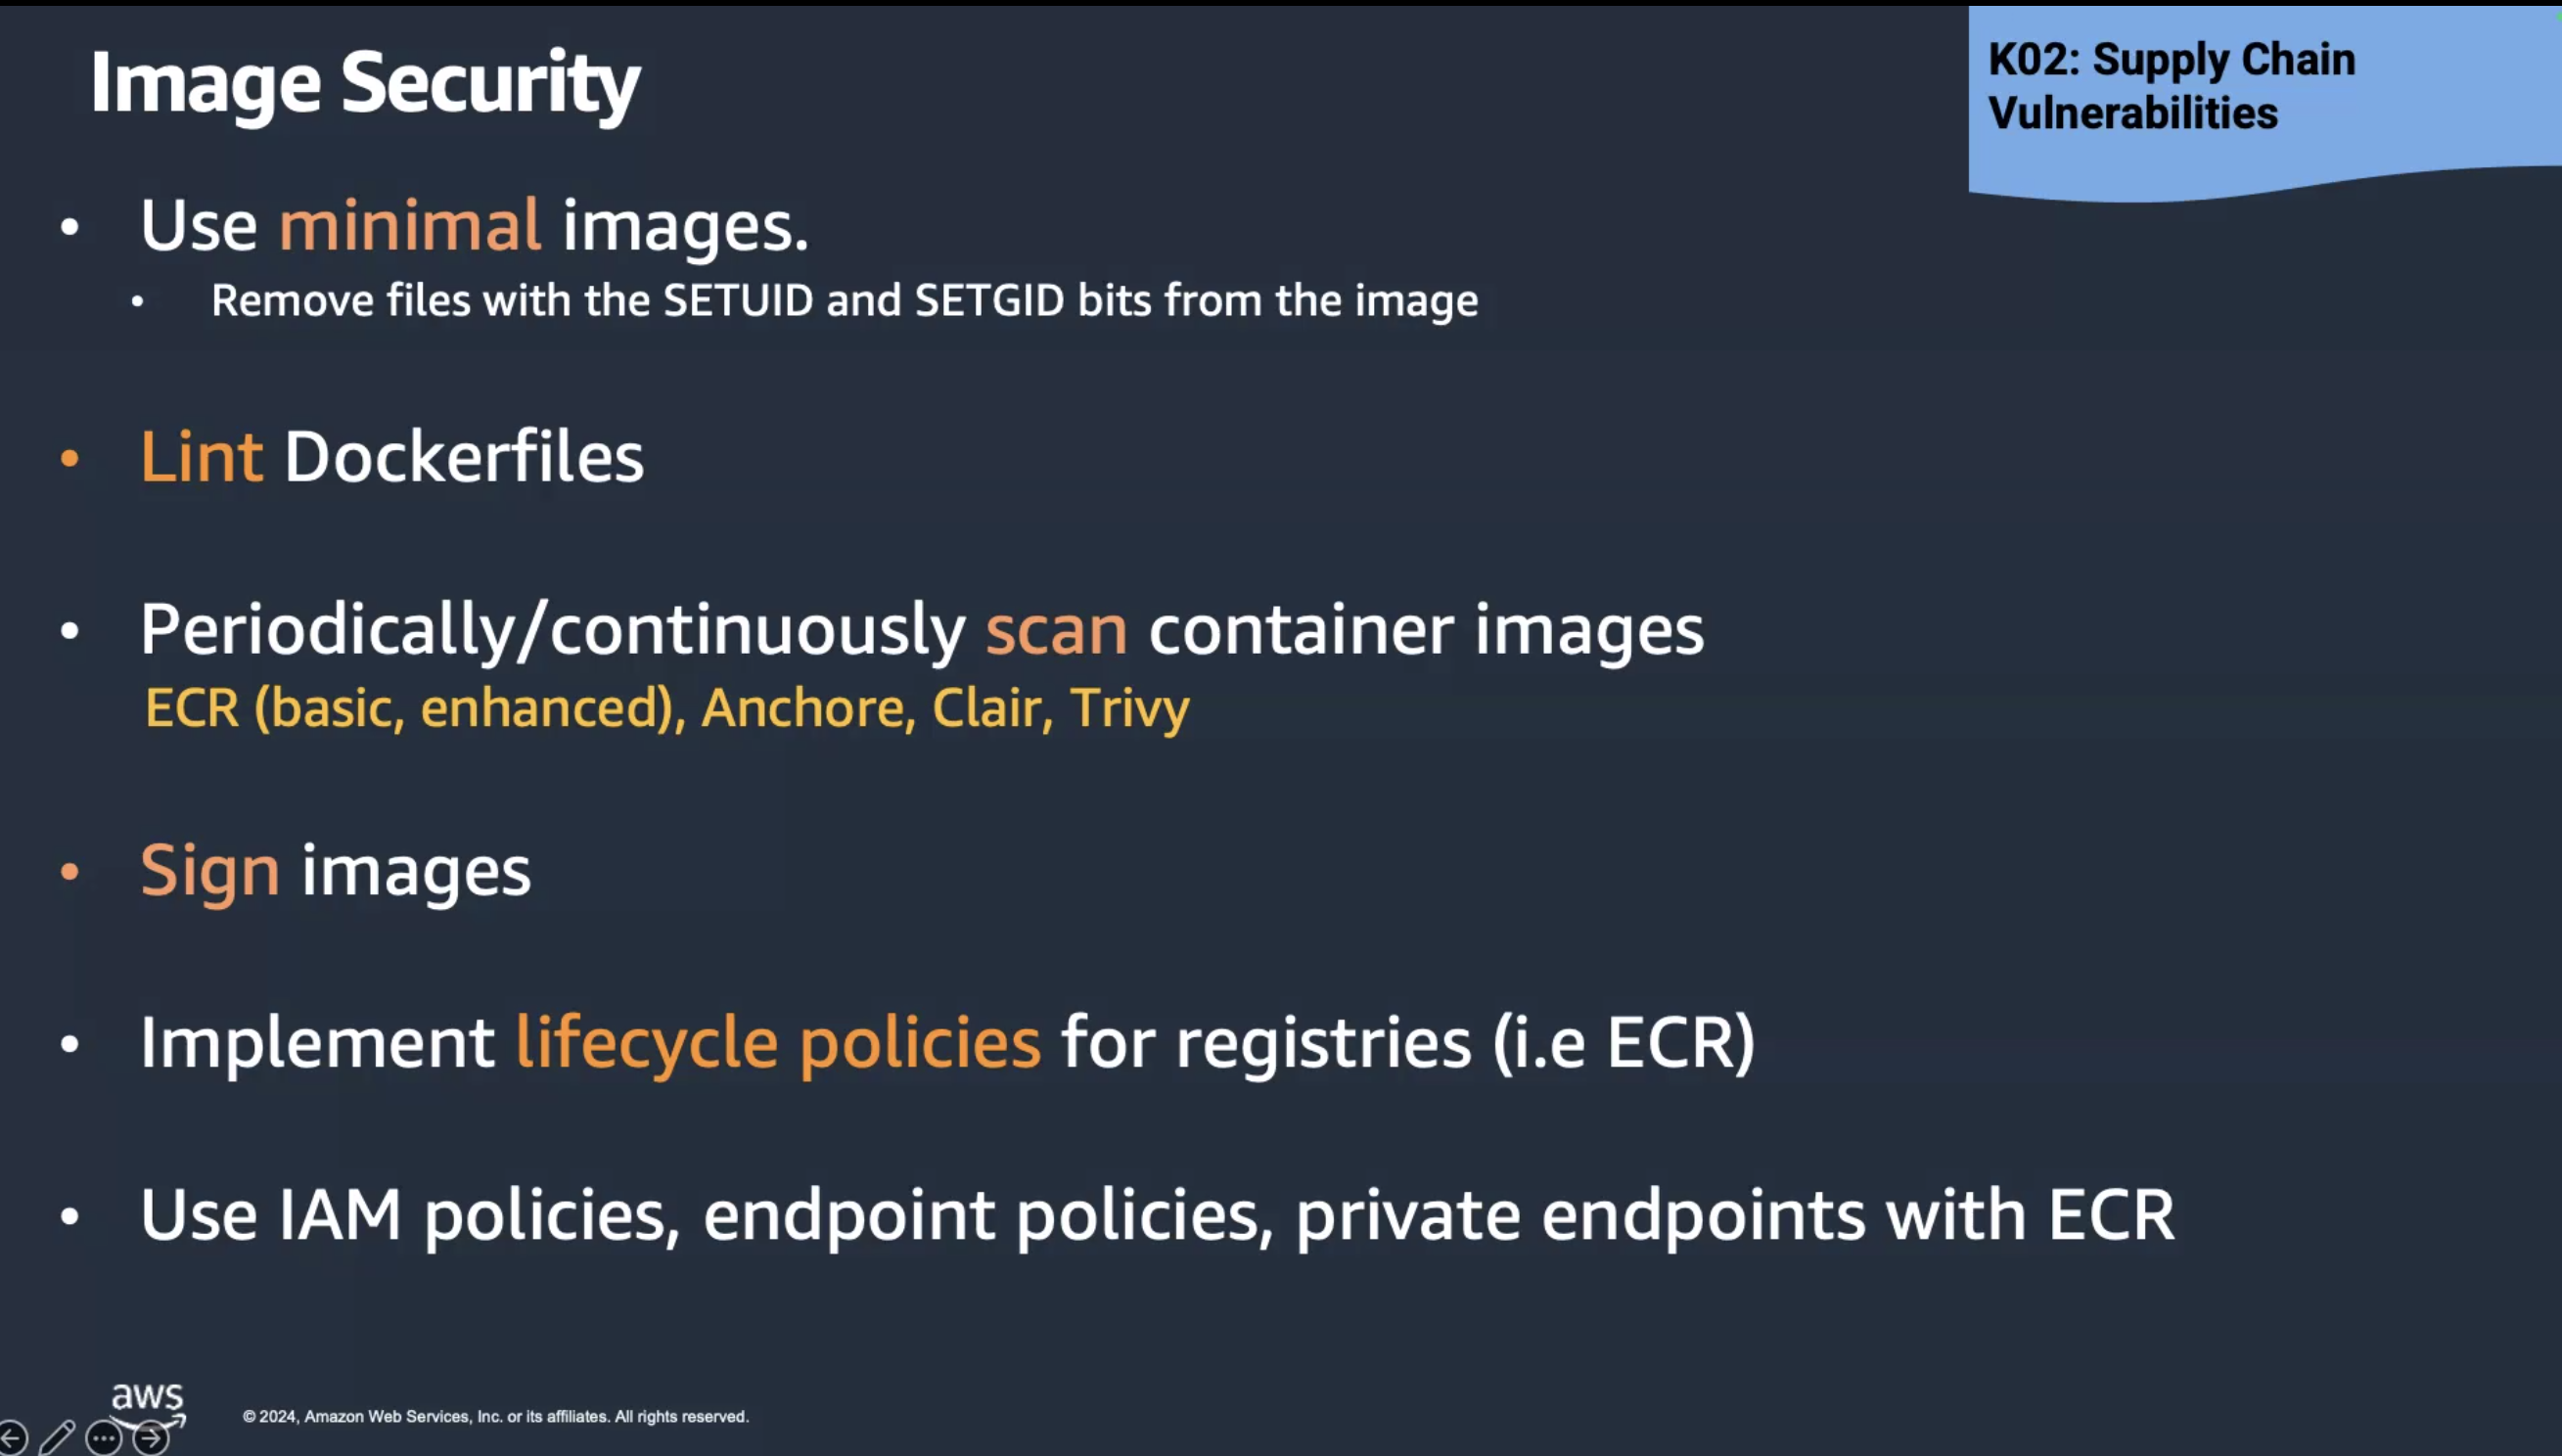 Image Security
K02: Supply Chain
Vulnerabilities
• Use minimal images.
• Remove files with the SETUID and SETGID bits from the image
• Lint Dockerfiles
• Periodically/continuously scan container images
ECR (basic, enhanced), Anchore, Clair, Trivy
• Sign images
• Implement lifecycle policies for registries (i.e ECR)
• Use IAM policies, endpoint policies, private endpoints with ECR
aws
© 2024, Amazon Web Services, Inc. or its affiliates. All rights reserved.